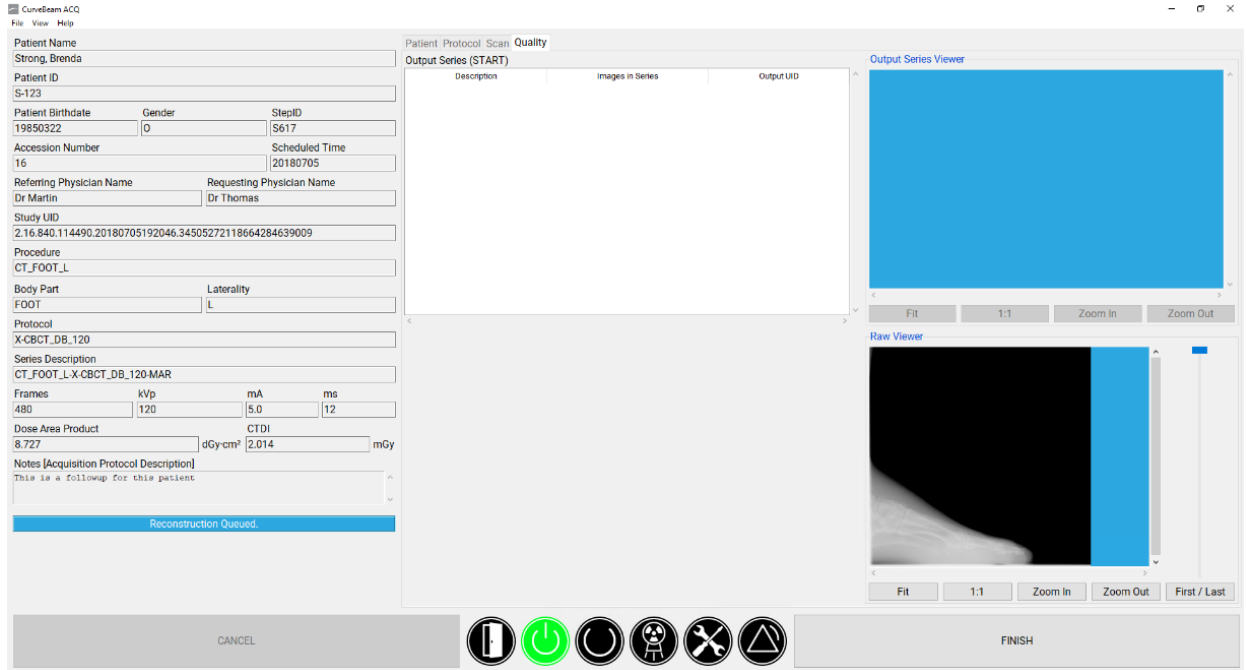 CurveBeam ACQ
File View Help
Patient Name
Strong, Brenda
Patient ID
S-123
Patient Birthdate Gender StepID
19850322 O S617
Accession Number Scheduled Time
16 20180705
Referring Physician Name Requesting Physician Name
Dr Martin Dr Thomas
Study UID
2.16.840.114490.20180705192046.34505272118664284639009
Procedure
CT_FOOT_L
Body Part Laterality
FOOT L
Protocol
X-CBCT_DB_120
Series Description
CT_FOOT_L-X-CBCT_DB_120-MAR
Frames kVp mA ms
480 120 5.0 12
Dose Area Product CTDI
8.727 dGy·cm² 2.014 mGy
Notes [Acquisition Protocol Description]
This is a followup for this patient
Reconstruction Queued.
Patient Protocol Scan Quality
Output Series (START)
Description Images in Series Output UID
Output Series Viewer
Fit 1:1 Zoom In Zoom Out
Raw Viewer
Fit 1:1 Zoom In Zoom Out First / Last
CANCEL
FINISH